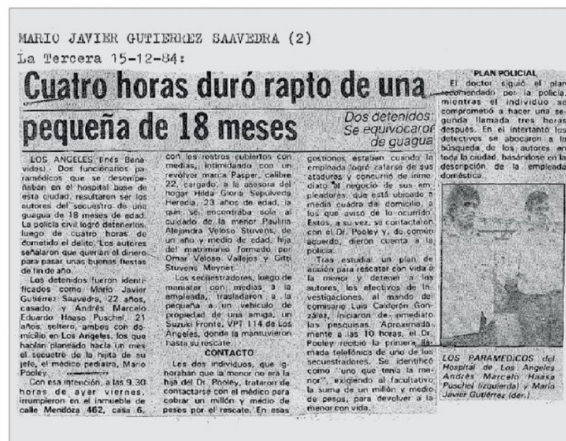 MARIO JAVIER GUTIERREZ SAAVEDRA (2)
La Tercera 15-12-84:
Cuatro horas duró rapto de una
pequeña de 18 meses
Dos detenidos:
Se equivocaron
de guagua
LOS ANGELES (Inés Bena-
vides). Dos funcionarios pa-
ramédicos que se desempe-
ñaban en el hospital base de
esta ciudad, resultaron ser los
autores del secuestro de una
guagua de 18 meses de edad.
La policía civil logró detenerlos,
luego de cuatro horas de
cometido el delito. Los autores
señalaron que querían el dinero
para pasar unas buenas fiestas
de fin de año.
Los detenidos fueron identi-
ficados como Mario Javier
Gutiérrez Saavedra, 22 años,
casado y Andrés Marcelo
Eduardo Haase Puschel, 21
años, soltero, ambos con do-
micilio en Los Angeles, los que
habían planeado hacía un mes
el secuestro de la hijita de su
jefe, el médico pediatra, Mario
Pooley.
Con esa intención, a las 9.30
horas de ayer viernes,
irrumpieron en el inmueble de
calle Mendoza 462, casa 6,
con los rostros cubiertos con
medias, intimidando con un
revólver marca Pasper, calibre
22, cargado, a la asesora del
hogar Hilda Gloria Sepúlveda
Heredia, 23 años de edad, la
que se encontraba sola al
cuidado de la menor Paulina
Alejandra Veloso Stuvens, de
un año y medio de edad, hija
del matrimonio formado por
Omar Veloso Vallejos y Gitti
Stuvens
Los secuestradores, luego de
maniatar con medias a la
empleada, trasladaron a la
pequeña a un vehículo de
propiedad de una amiga, un
Suzuki Fronte, VPT 114 de Los
Angeles, donde la mantuvieron
hasta su rescate.
CONTACTO
Los dos individuos, que ig-
noraban que la menor no era la
hija del Dr. Pooley, trataron de
contactarse con el médico para
cobrar un millón y medio de
pesos por el rescate. En esas
gestiones estaban cuando la
empleada logró zafarse de sus
ataduras y concurrió de inme-
diato al negocio de sus em-
pleadores, que está ubicado a
media cuadra del domicilio, a
los que avisó de lo ocurrido.
Estos, a su vez, se contactaron
con el Dr. Pooley y, de común
acuerdo, dieron cuenta a la
policía.
Tras estudiar un plan de
acción para rescatar con vida a
la menor y detener a los
autores, los efectivos de In-
vestigaciones, al mando del
comisario Luis Calderón Gon-
zález, iniciaron de inmediato
las pesquisas. Aproximada-
mente a las 10 horas, el Dr.
Pooley recibió la primera lla-
mada telefónica de uno de los
secuestradores. Se identificó
como "uno que tenía la me-
nor", exigiendo al facultativo
la suma de un millón y medio
de pesos, para devolver a la
menor con vida.
PLAN POLICIAL
El doctor siguió el plan
recomendado por la policía,
mientras el individuo se
comprometió a hacer una se-
gunda llamada tres horas
después. En el intertanto los
detectives se abocaron a la
búsqueda de los autores en
toda la ciudad, basándose en la
descripción de la empleada
doméstica.
LOS PARAMEDICOS del
Hospital de Los Angeles
Andrés Marcelo Haase
Puschel (izquierda) y Mario
Javier Gutiérrez (der.)